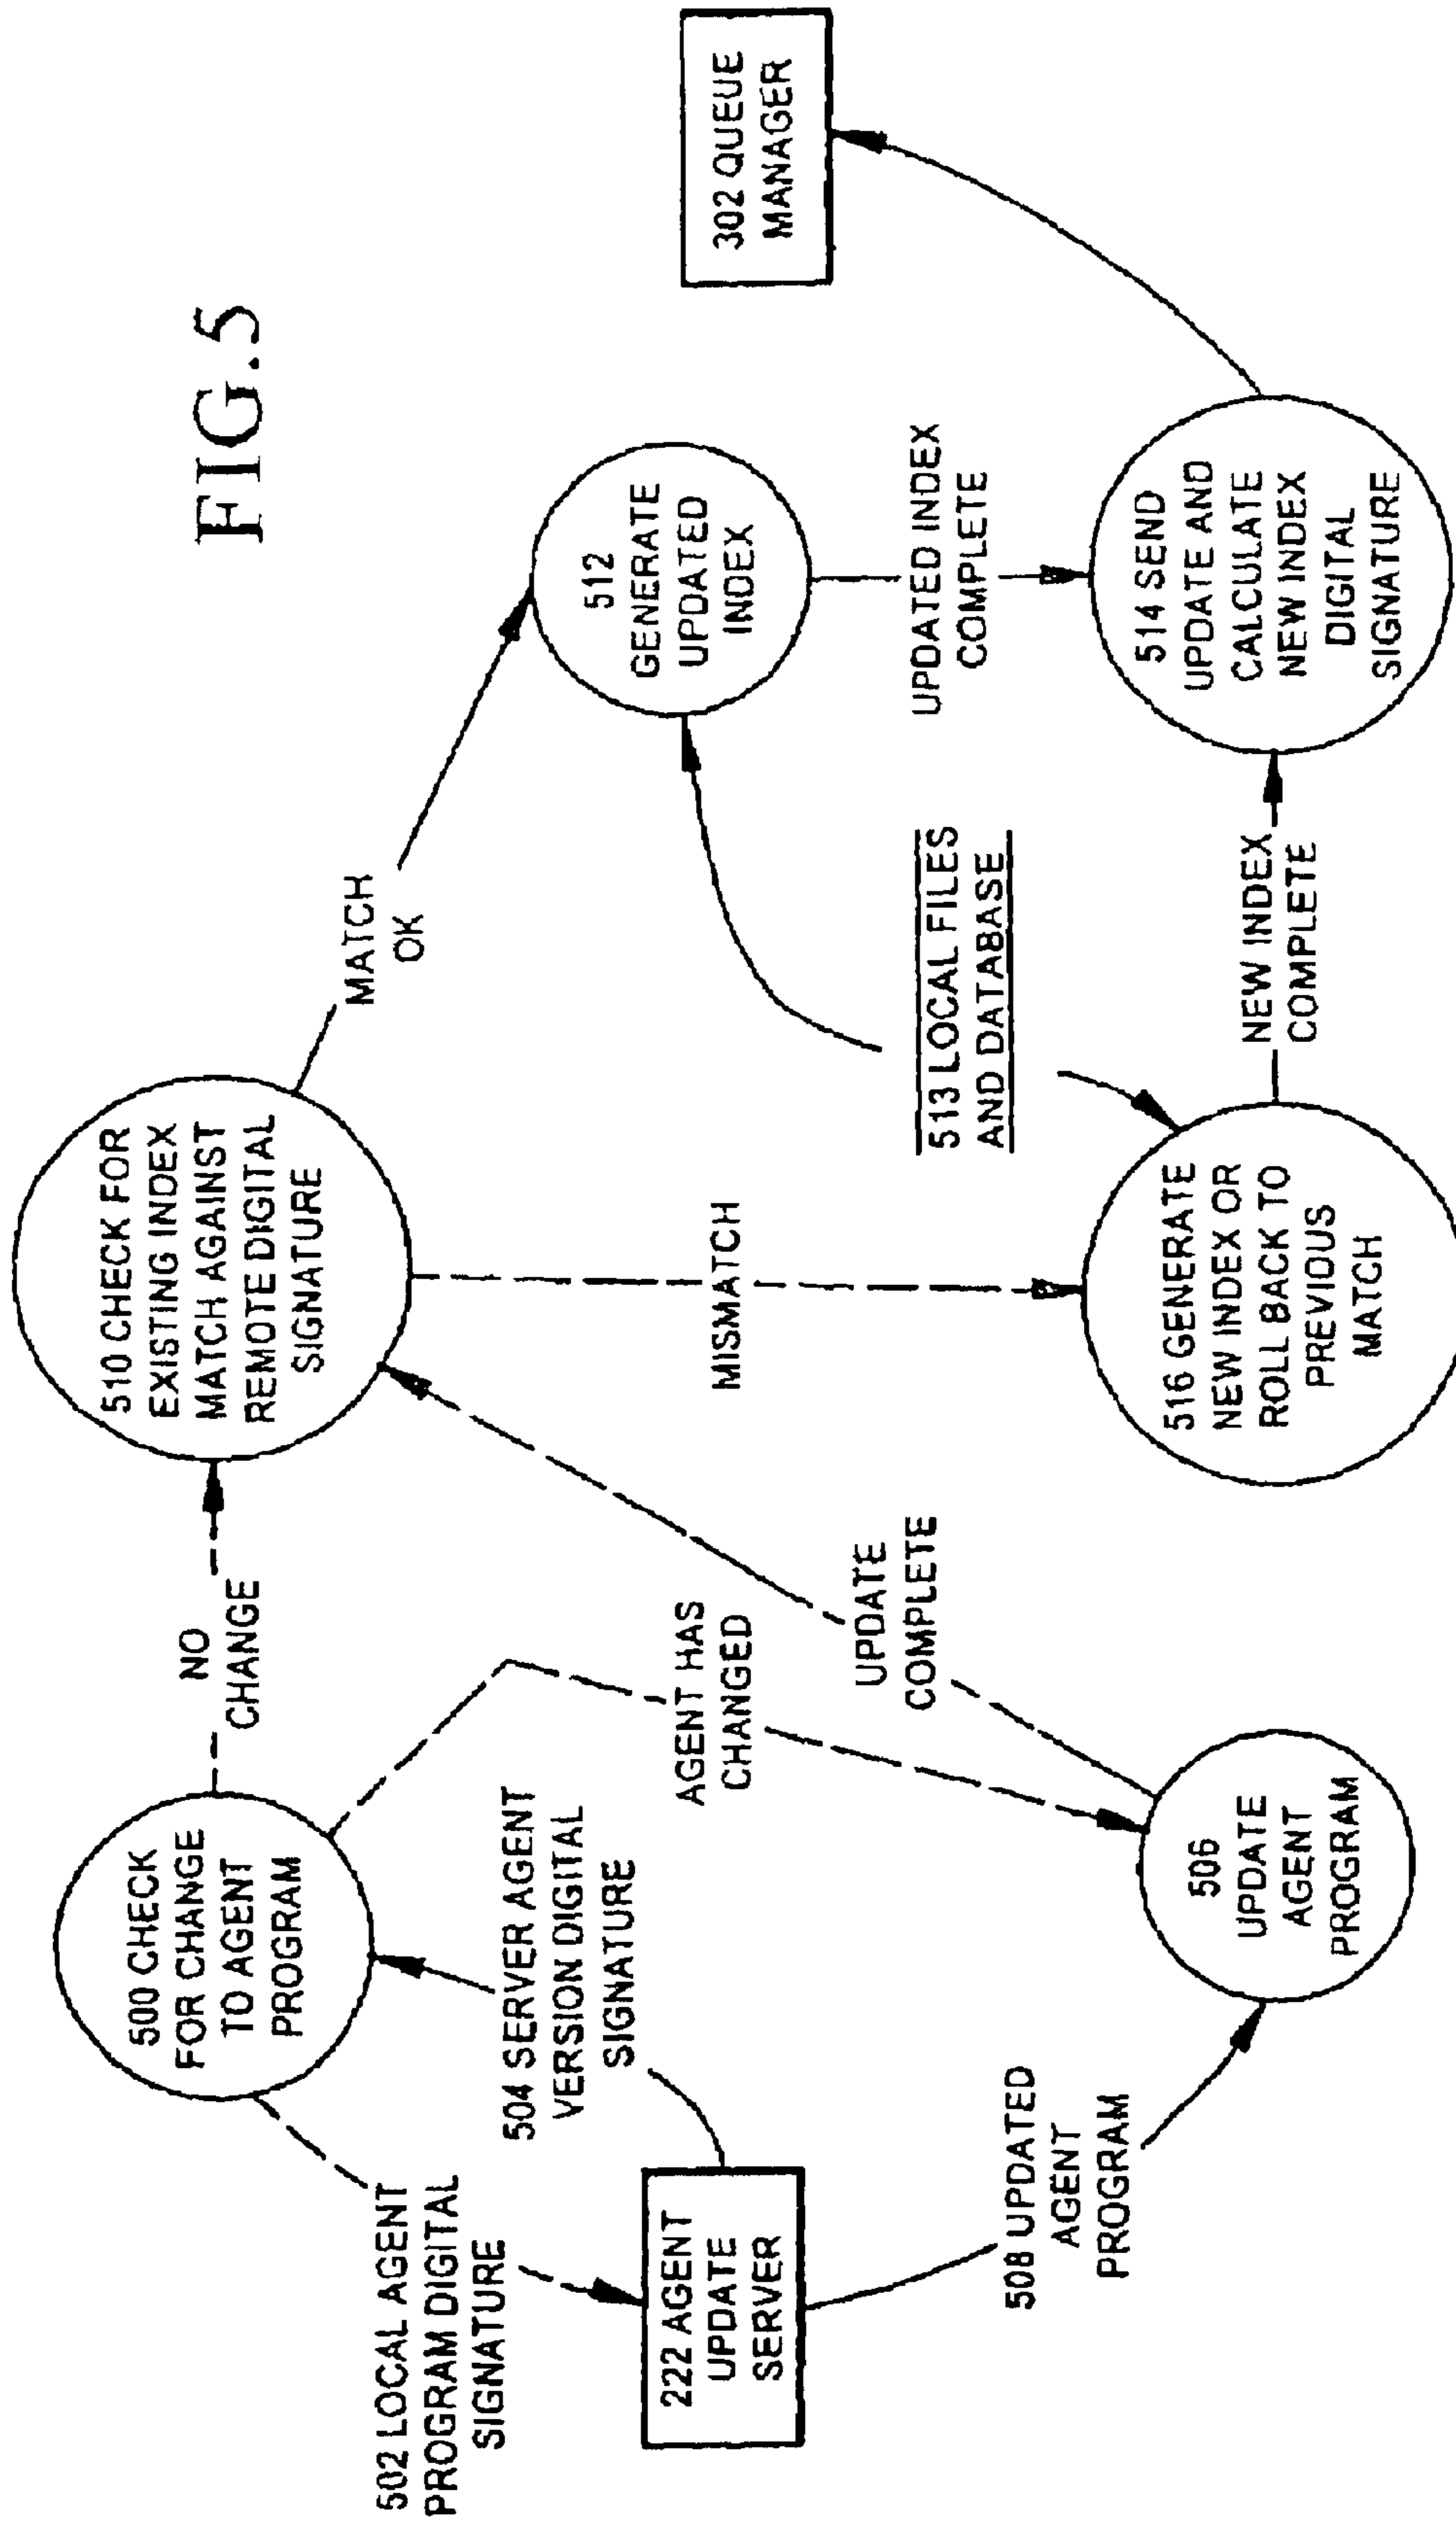 FIG.5
500 CHECK
FOR CHANGE
TO AGENT
PROGRAM
NO
CHANGE
510 CHECK FOR
EXISTING INDEX
MATCH AGAINST
REMOTE DIGITAL
SIGNATURE
MATCH
OK
502 LOCAL AGENT
PROGRAM DIGITAL
SIGNATURE
504 SERVER AGENT
VERSION DIGITAL
SIGNATURE
AGENT HAS
CHANGED
MISMATCH
512
GENERATE
UPDATED
INDEX
302 QUEUE
MANAGER
222 AGENT
UPDATE
SERVER
UPDATE
COMPLETE
513 LOCAL FILES
AND DATABASE
UPDATED INDEX
COMPLETE
508 UPDATED
AGENT
PROGRAM
506
UPDATE
AGENT
PROGRAM
516 GENERATE
NEW INDEX OR
ROLL BACK TO
PREVIOUS
MATCH
NEW INDEX
COMPLETE
514 SEND
UPDATE AND
CALCULATE
NEW INDEX
DIGITAL
SIGNATURE